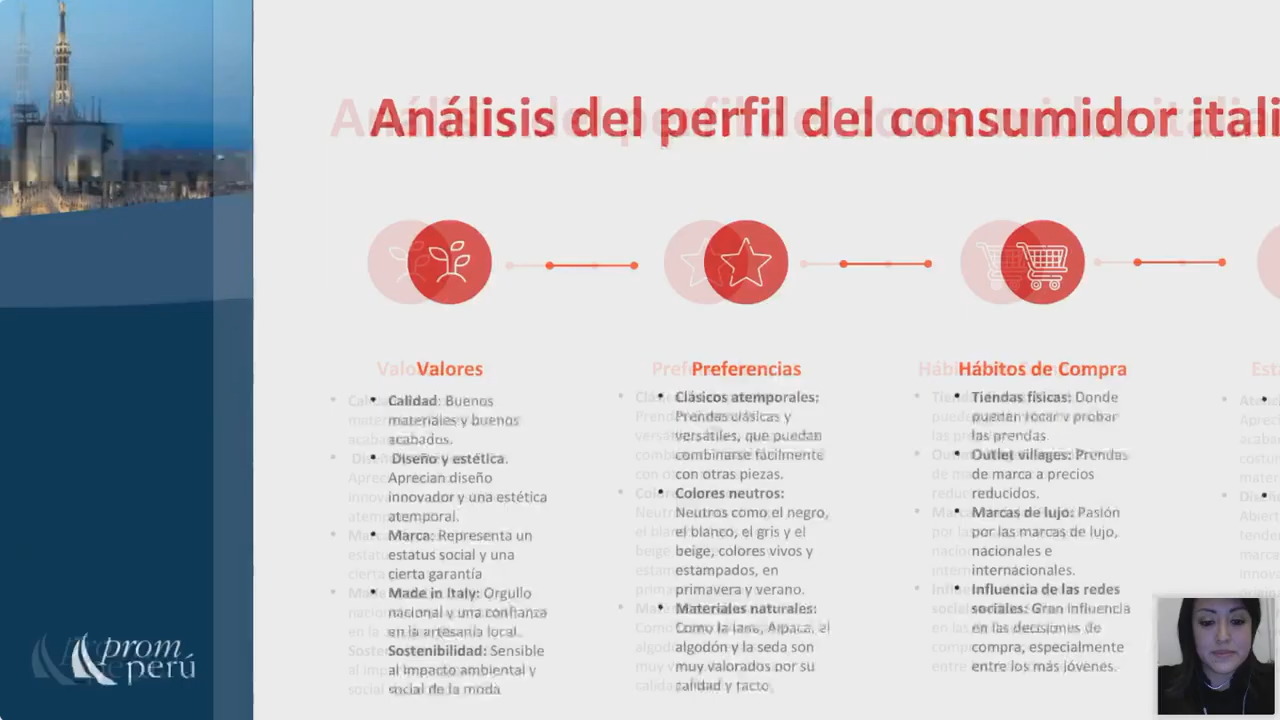 Análisis del perfil del consumidor itali
Valores
Calidad: Buenos
materiales y buenos
acabados.
Diseño y estética.
Aprecian diseño
innovador y una estética
atemporal.
Marca: Representa un
estatus social y una
cierta garantía
Made in Italy: Orgullo
nacional y una confianza
en la artesanía local.
Sostenibilidad: Sensible
al impacto ambiental y
social de la moda.
Preferencias
Clásicos atemporales:
Prendas clásicas y
versátiles, que puedan
combinarse fácilmente
con otras piezas.
Colores neutros:
Neutros como el negro,
el blanco, el gris y el
beige, colores vivos y
estampados, en
primavera y verano.
Materiales naturales:
Como la lana, Alpaca, el
algodón y la seda son
muy valorados por su
calidad y tacto.
Hábitos de Compra
Tiendas físicas: Donde
pueden tocar y probar
las prendas.
Outlet villages: Prendas
de marca a precios
reducidos.
Marcas de lujo: Pasión
por las marcas de lujo,
nacionales e
internacionales.
Influencia de las redes
sociales: Gran influencia
en las decisiones de
compra, especialmente
entre los más jóvenes.
prom
perú